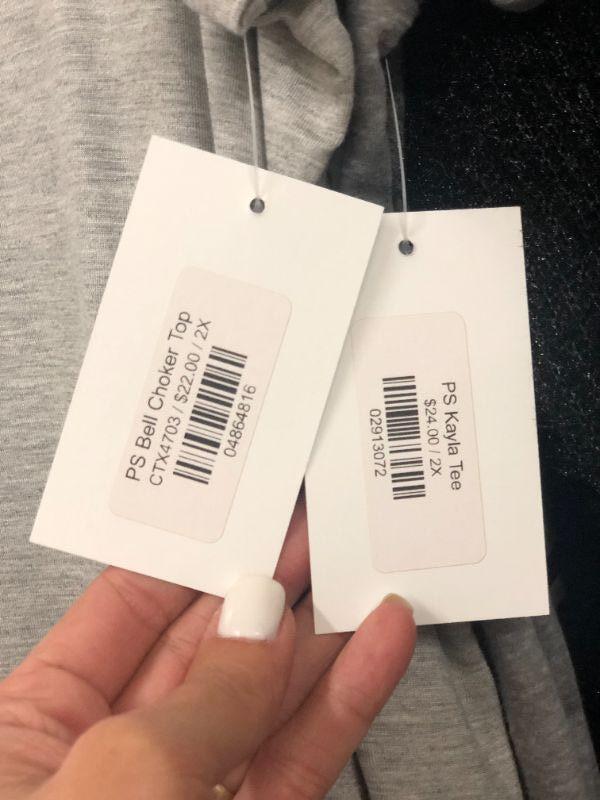 PS Bell Choker Top
CTX4703 / $22.00 / 2X
04864816
PS Kayla Tee
$24.00 / 2X
02913072